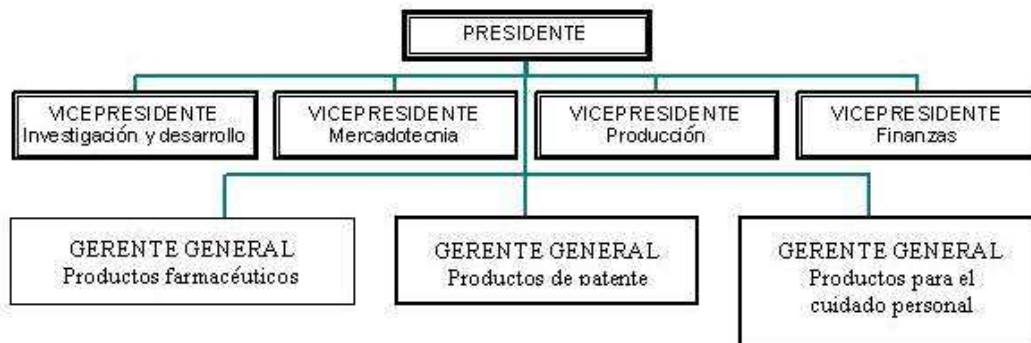 PRESIDENTE
VICEPRESIDENTE
Investigación y desarrollo
VICEPRESIDENTE
Mercadotecnia
VICEPRESIDENTE
Producción
VICEPRESIDENTE
Finanzas
GERENTE GENERAL
Productos farmacéuticos
GERENTE GENERAL
Productos de patente
GERENTE GENERAL
Productos para el
cuidado personal